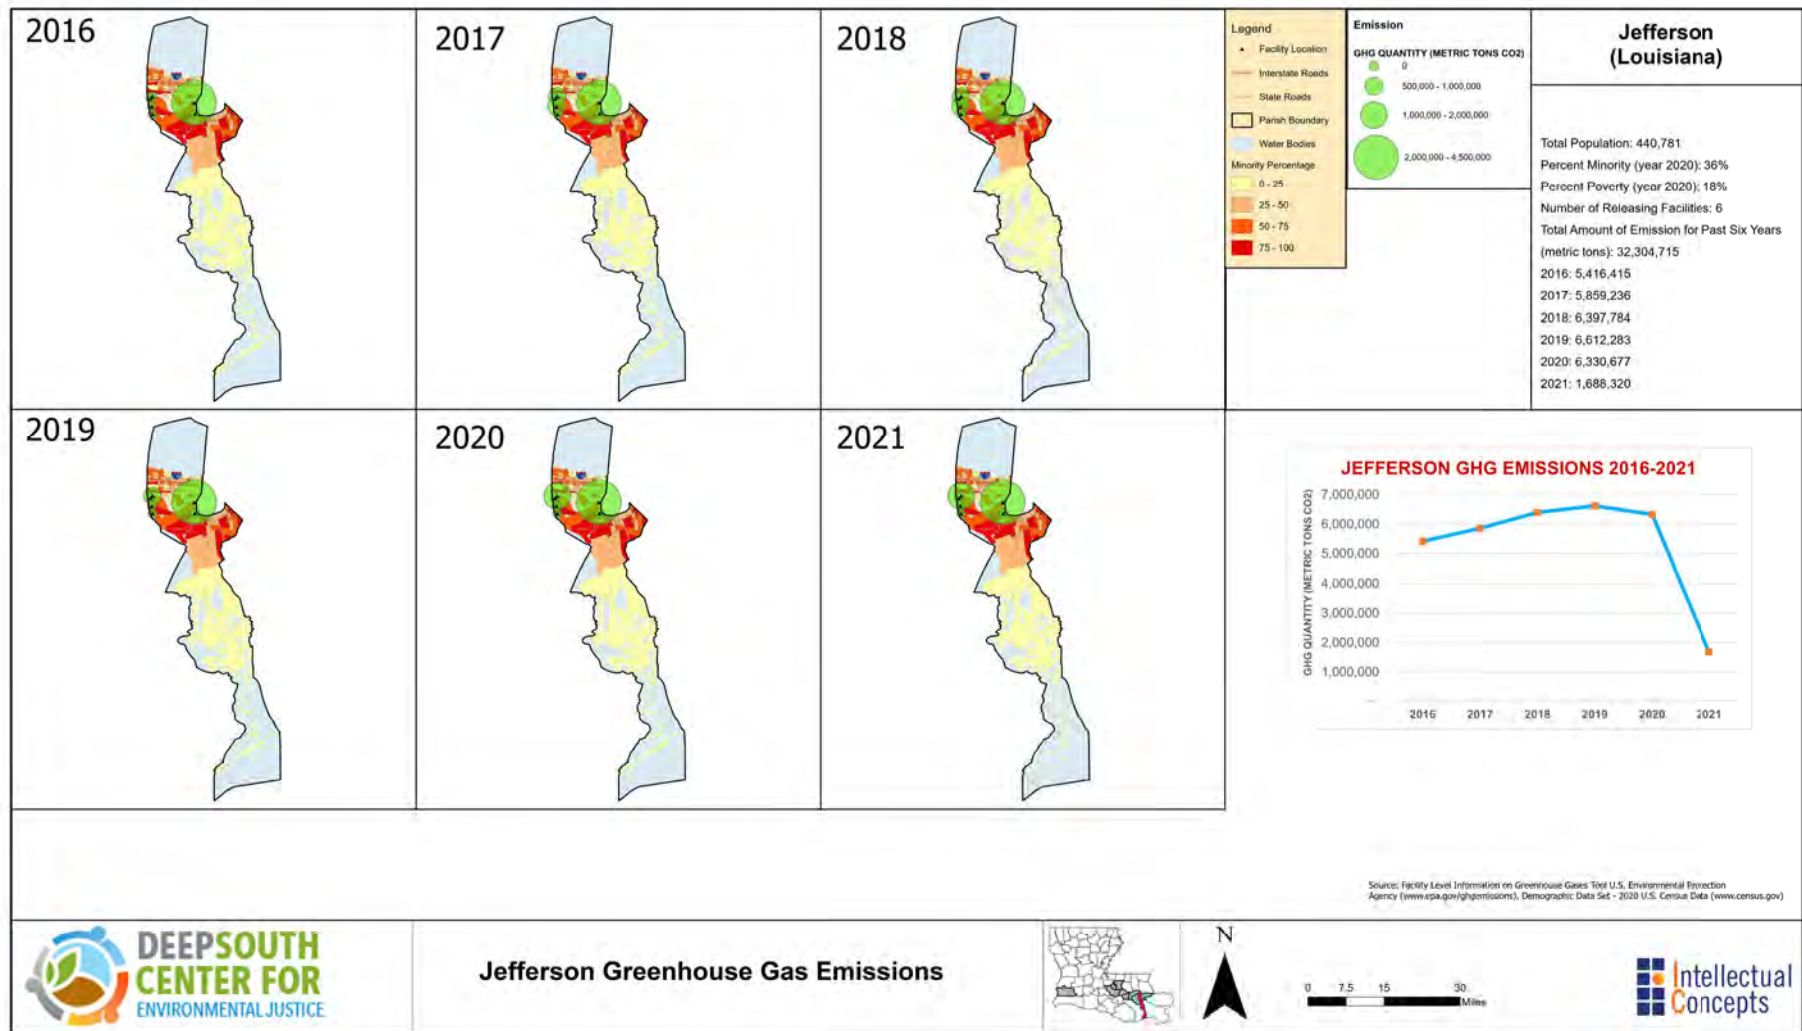 2016
2017
2018
Legend
Facility Location
Interstate Roads
State Roads
Parish Boundary
Water Bodies
Minority Percentage
0 - 25
25 - 50
50 - 75
75 - 100
Emission
GHG QUANTITY (METRIC TONS CO2)
0
500,000 - 1,000,000
1,000,000 - 2,000,000
2,000,000 - 4,500,000
Jefferson
(Louisiana)
Total Population: 440,781
Percent Minority (year 2020): 36%
Percent Poverty (year 2020): 18%
Number of Releasing Facilities: 6
Total Amount of Emission for Past Six Years
(metric tons): 32,304,715
2016: 5,416,415
2017: 5,859,236
2018: 6,397,784
2019: 6,612,283
2020: 6,330,677
2021: 1,688,320
2019
2020
2021
JEFFERSON GHG EMISSIONS 2016-2021
GHG QUANTITY (METRIC TONS CO2)
7,000,000
6,000,000
5,000,000
4,000,000
3,000,000
2,000,000
1,000,000
-
2016 2017 2018 2019 2020 2021
Source: Facility Level Information on Greenhouse Gases Tool U.S. Environmental Protection
Agency (www.epa.gov/ghgemissions), Demographic Data Set - 2020 U.S. Census Data (www.census.gov)
DEEPSOUTH
CENTER FOR
ENVIRONMENTAL JUSTICE
Jefferson Greenhouse Gas Emissions
N
0 7.5 15 30
Miles
Intellectual
Concepts